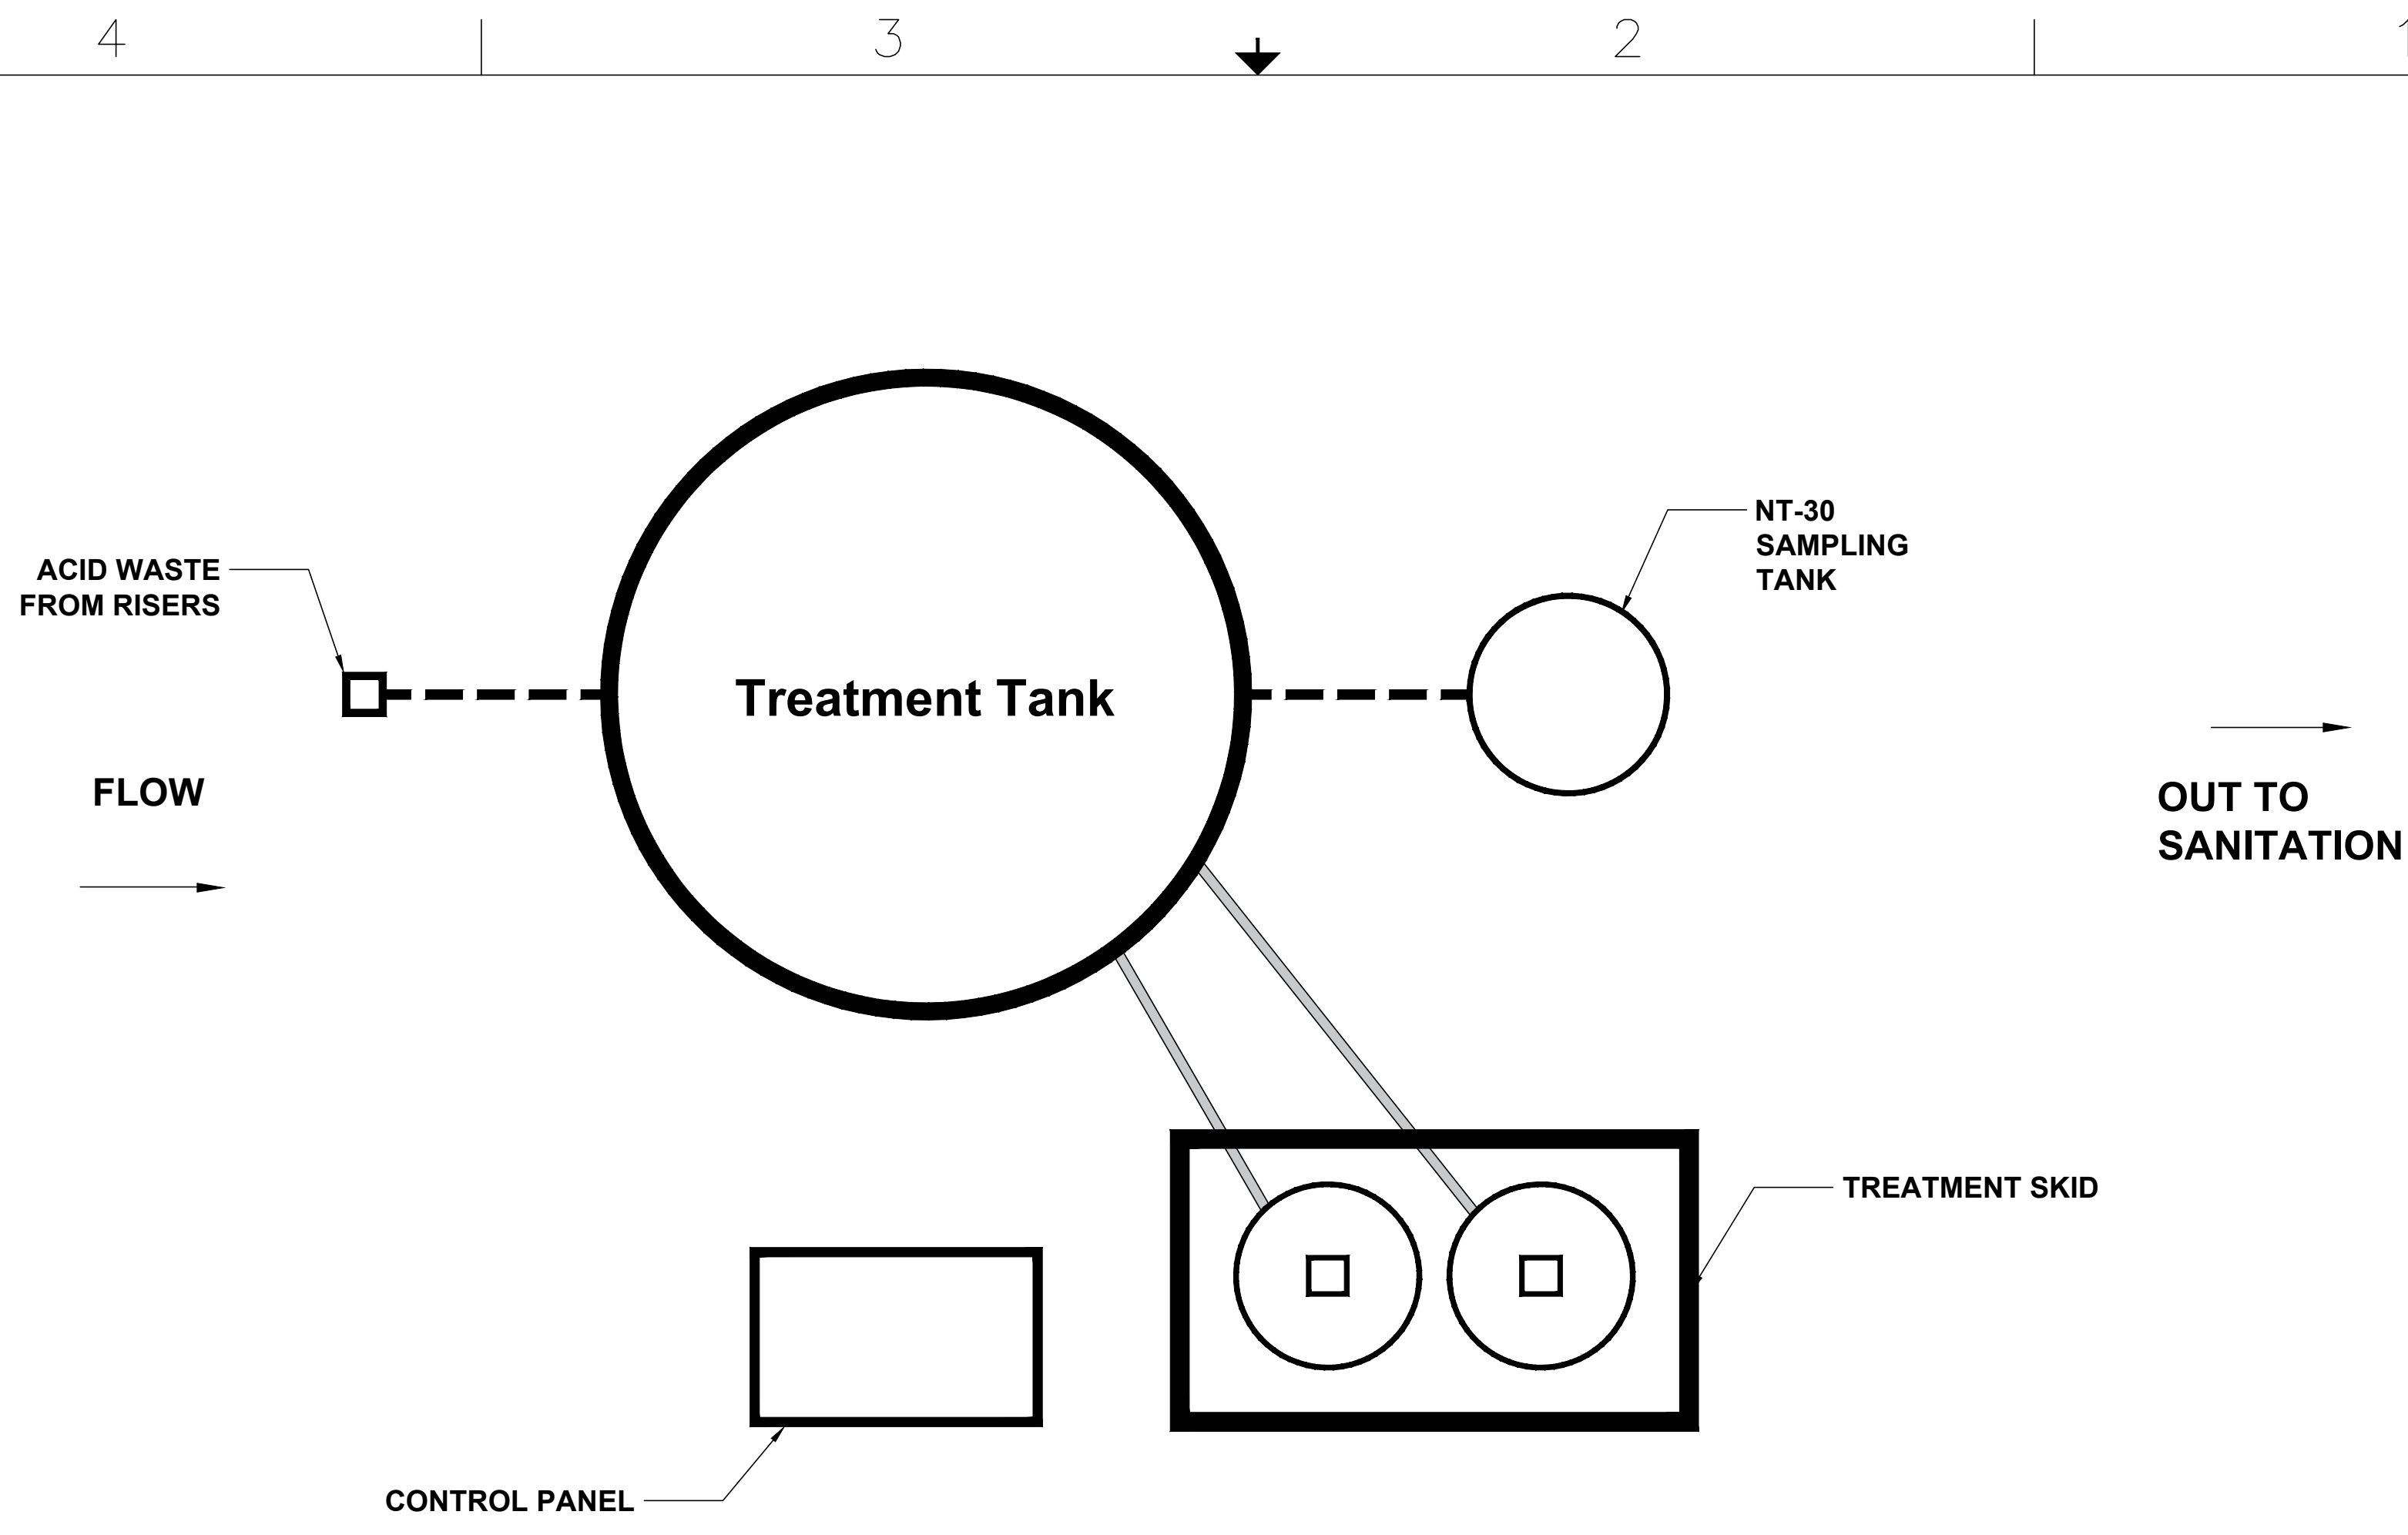 4 3 2
NT-30
SAMPLING
TANK
ACID WASTE
FROM RISERS
Treatment Tank
FLOW
OUT TO
SANITATION
TREATMENT SKID
CONTROL PANEL